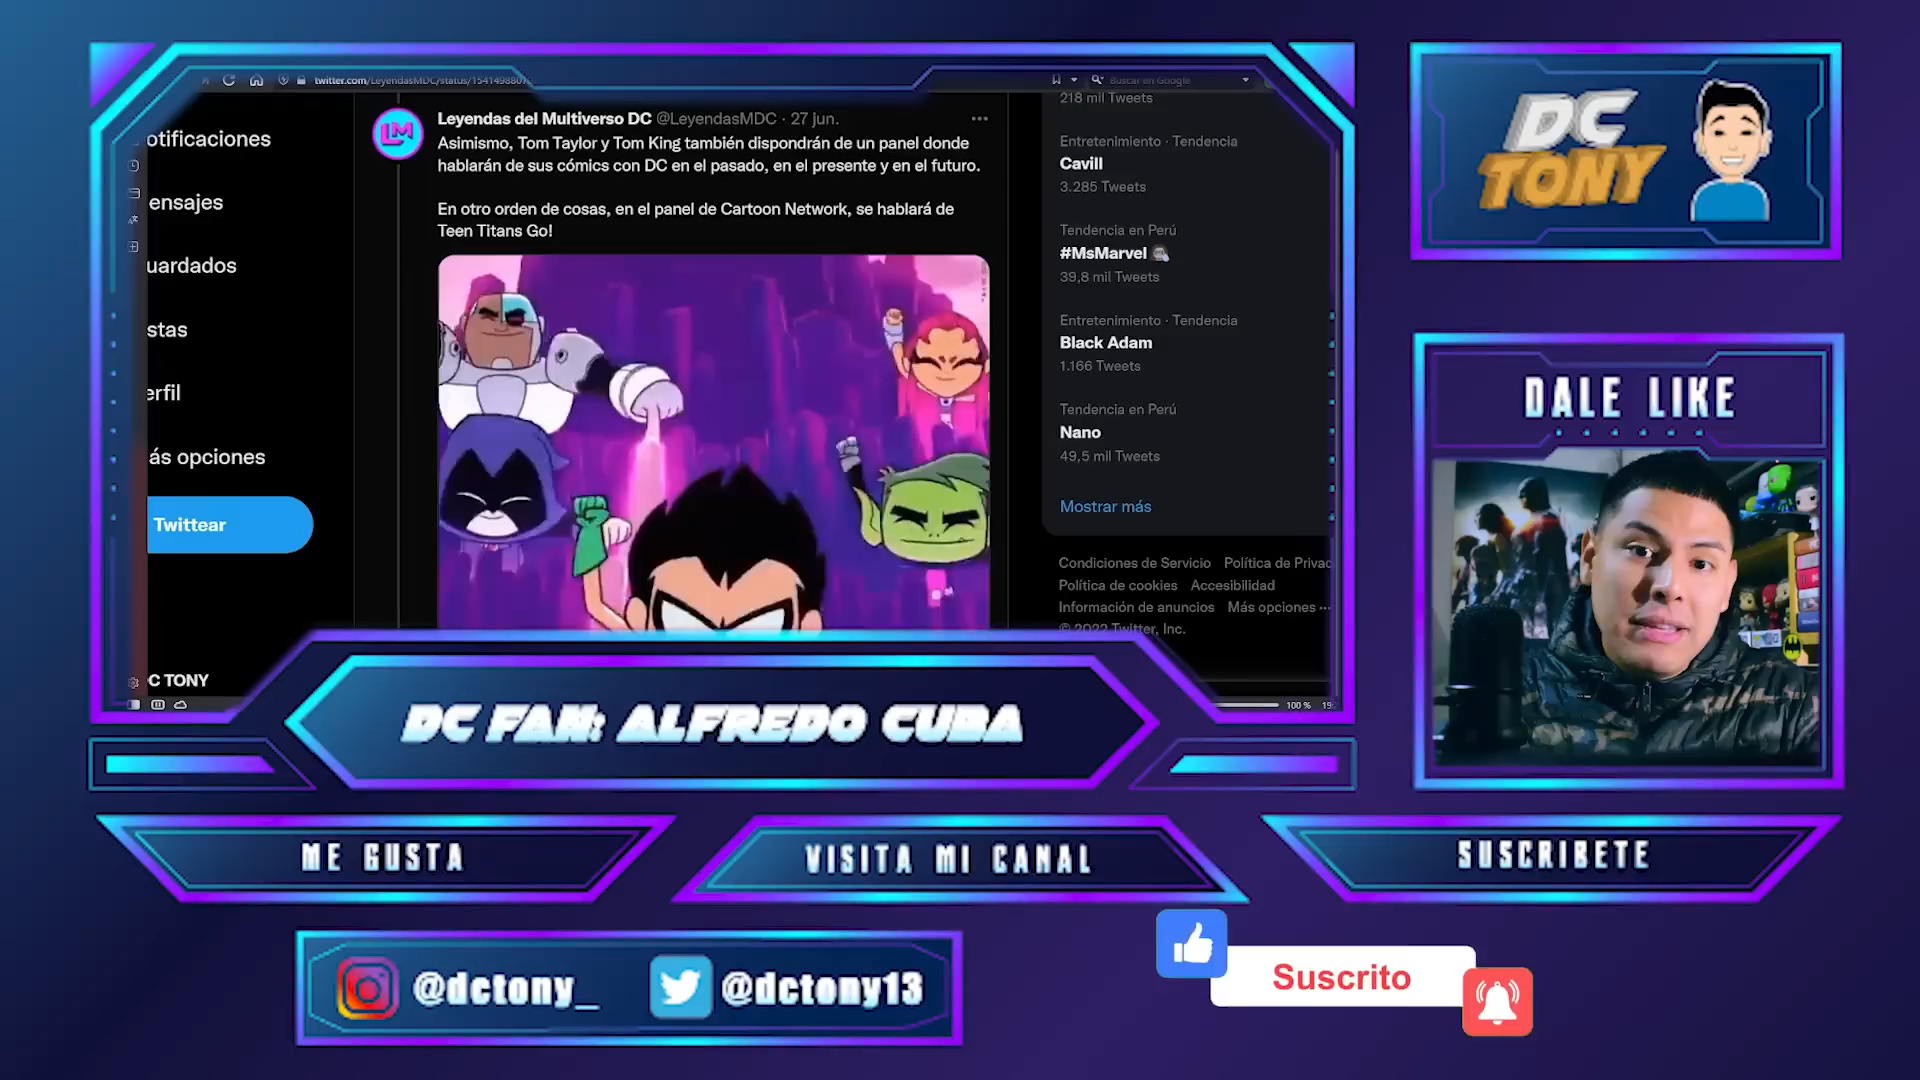 twitter.com/LeyendasMDC/status/1541498807
Buscar en Google
otificaciones
ensajes
uardados
stas
erfil
ás opciones
Twittear
C TONY
LM
Leyendas del Multiverso DC @LeyendasMDC · 27 jun.
Asimismo, Tom Taylor y Tom King también dispondrán de un panel donde
hablarán de sus cómics con DC en el pasado, en el presente y en el futuro.
En otro orden de cosas, en el panel de Cartoon Network, se hablará de
Teen Titans Go!
218 mil Tweets
Entretenimiento · Tendencia
Cavill
3.285 Tweets
Tendencia en Perú
#MsMarvel
39,8 mil Tweets
Entretenimiento · Tendencia
Black Adam
1.166 Tweets
Tendencia en Perú
Nano
49,5 mil Tweets
Mostrar más
Condiciones de Servicio Política de Privac
Política de cookies Accesibilidad
Información de anuncios Más opciones ···
© 2022 Twitter, Inc.
100 %
19:
DC TONY
DALE LIKE
DC FAN: ALFREDO CUBA
ME GUSTA
VISITA MI CANAL
SUSCRIBETE
@dctony_
@dctony13
Suscrito